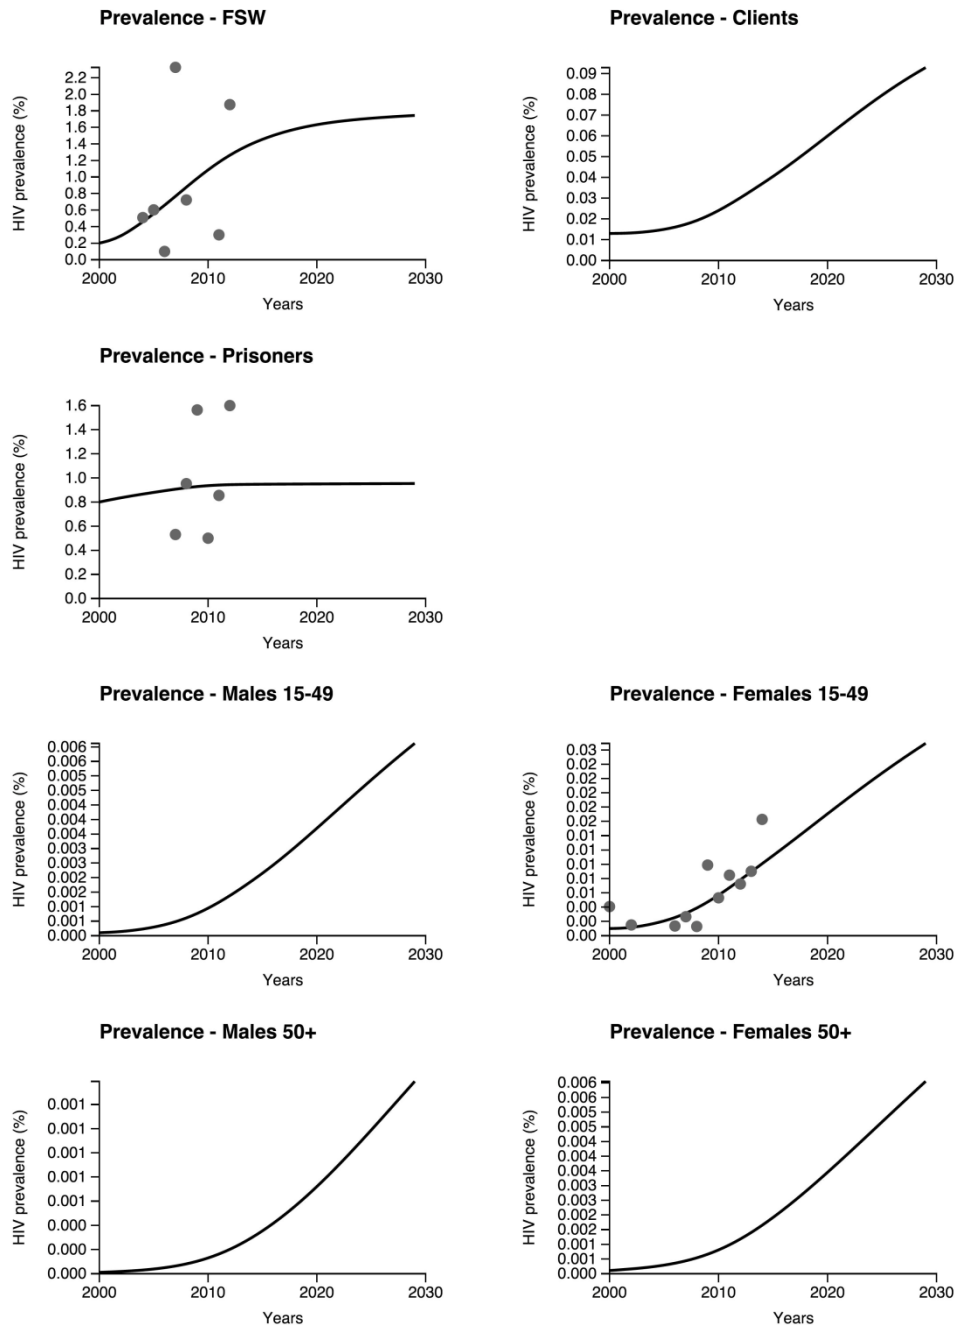 Prevalence - FSW
HIV prevalence (%)
2.2
2.0
1.8
1.6
1.4
1.2
1.0
0.8
0.6
0.4
0.2
0.0
2000 2010 2020 2030
Years
Prevalence - Clients
HIV prevalence (%)
0.09
0.08
0.07
0.06
0.05
0.04
0.03
0.02
0.01
0.00
2000 2010 2020 2030
Years
Prevalence - Prisoners
HIV prevalence (%)
1.6
1.4
1.2
1.0
0.8
0.6
0.4
0.2
0.0
2000 2010 2020 2030
Years
Prevalence - Males 15-49
HIV prevalence (%)
0.006
0.006
0.005
0.005
0.004
0.004
0.003
0.003
0.002
0.002
0.001
0.001
0.000
2000 2010 2020 2030
Years
Prevalence - Females 15-49
HIV prevalence (%)
0.03
0.02
0.02
0.02
0.02
0.02
0.01
0.01
0.01
0.01
0.01
0.00
0.00
0.00
2000 2010 2020 2030
Years
Prevalence - Males 50+
HIV prevalence (%)
0.001
0.001
0.001
0.001
0.001
0.000
0.000
0.000
2000 2010 2020 2030
Years
Prevalence - Females 50+
HIV prevalence (%)
0.006
0.006
0.005
0.005
0.004
0.004
0.003
0.003
0.002
0.002
0.001
0.001
0.000
2000 2010 2020 2030
Years